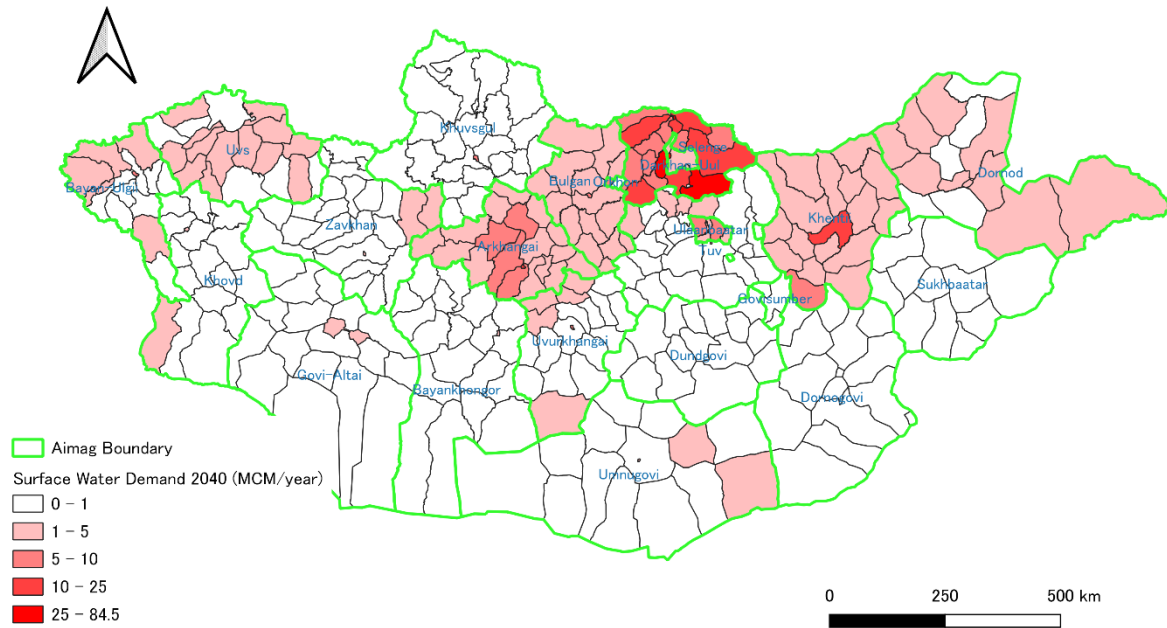 Khuvsgul
Uvs
Selenge
Darkhan-Uul
Bayan-Ulgii
Bulgan
Orkhon
Dornod
Zavkhan
Khentii
Arkhangai
Ulaanbaatar
Tuv
Khovd
Sukhbaatar
Govisumber
Uvurkhangai
Dundgovi
Govi-Altai
Bayankhongor
Dornogovi
Umnugovi
Aimag Boundary
Surface Water Demand 2040 (MCM/year)
0 - 1
1 - 5
5 - 10
10 - 25
25 - 84.5
0 250 500 km